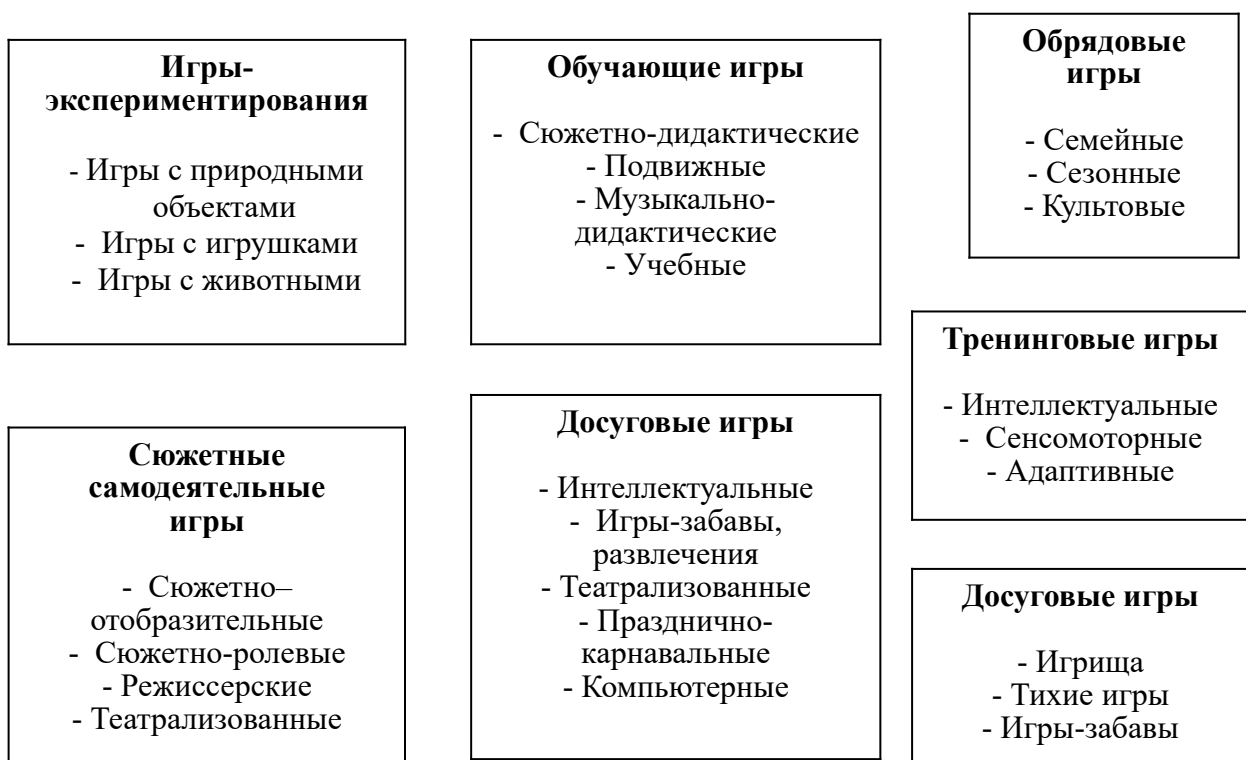 Игры-
экспериментирования
- Игры с природными
объектами
- Игры с игрушками
- Игры с животными
Сюжетные
самодеятельные
игры
- Сюжетно–
отобразительные
- Сюжетно-ролевые
- Режиссерские
- Театрализованные
Обучающие игры
- Сюжетно-дидактические
- Подвижные
- Музыкально-
дидактические
- Учебные
Досуговые игры
- Интеллектуальные
- Игры-забавы,
развлечения
- Театрализованные
- Празднично-
карнавальные
- Компьютерные
Обрядовые
игры
- Семейные
- Сезонные
- Культовые
Тренинговые игры
- Интеллектуальные
- Сенсомоторные
- Адаптивные
Досуговые игры
- Игрища
- Тихие игры
- Игры-забавы